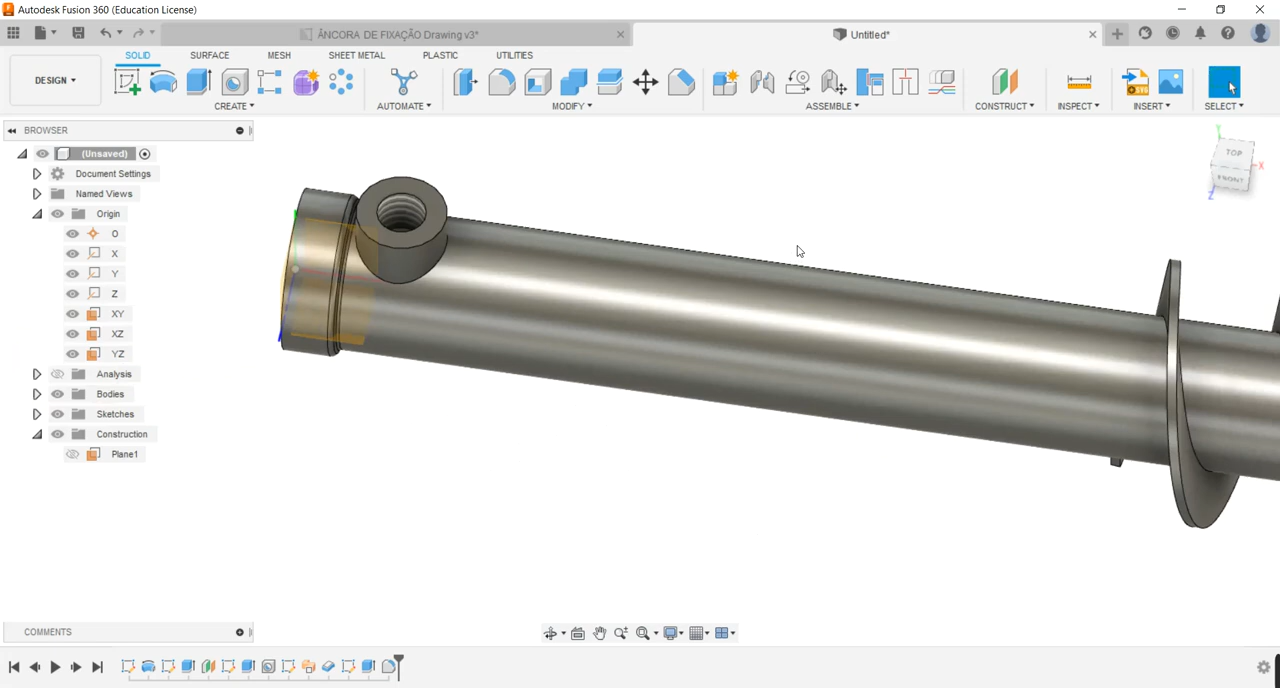 Autodesk Fusion 360 (Education License)
ÂNCORA DE FIXAÇÃO Drawing v3*
Untitled*
DESIGN
SOLID SURFACE MESH SHEET METAL PLASTIC UTILITIES
CREATE AUTOMATE MODIFY ASSEMBLE CONSTRUCT INSPECT INSERT SELECT
BROWSER
(Unsaved)
Document Settings
Named Views
Origin
O
X
Y
Z
XY
XZ
YZ
Analysis
Bodies
Sketches
Construction
Plane1
Y
TOP
X
FRONT
Z
COMMENTS